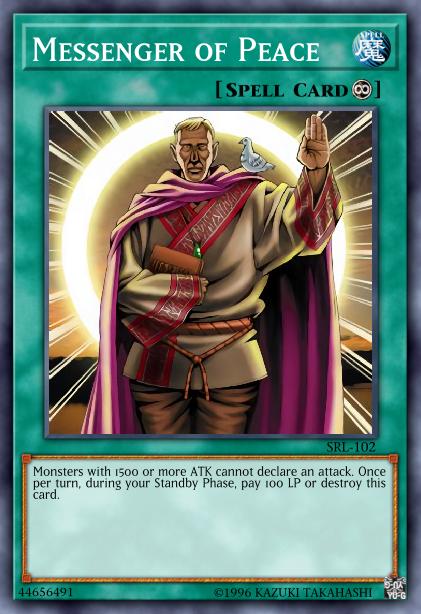 MESSENGER OF PEACE
SPELL
魔
[SPELL CARD]
SRL-102
Monsters with 1500 or more ATK cannot declare an attack. Once
per turn, during your Standby Phase, pay 100 LP or destroy this
card.
44656491
©1996 KAZUKI TAKAHASHI